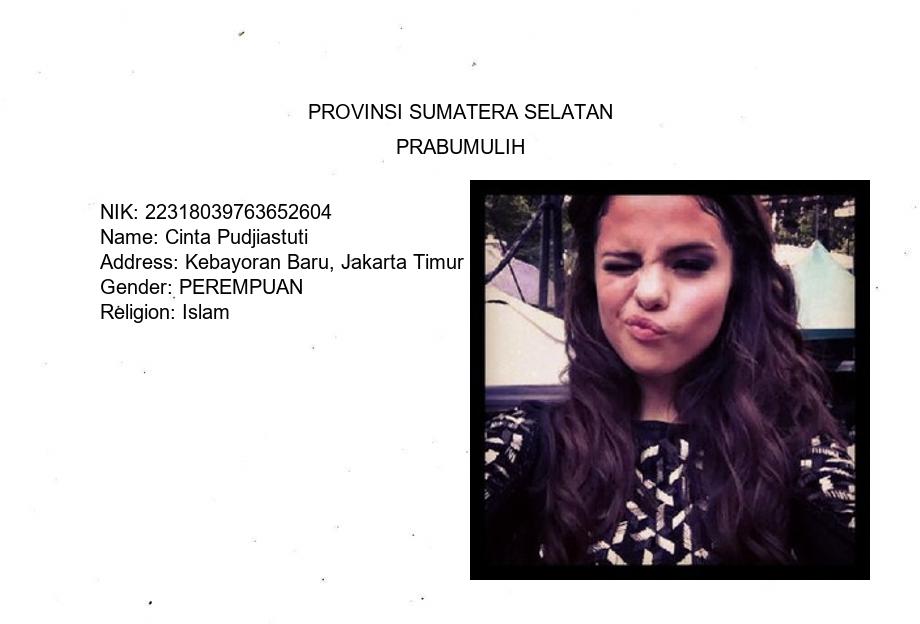 PROVINSI SUMATERA SELATAN
PRABUMULIH
NIK: 22318039763652604
Name: Cinta Pudjiastuti
Address: Kebayoran Baru, Jakarta Timur
Gender: PEREMPUAN
Religion: Islam